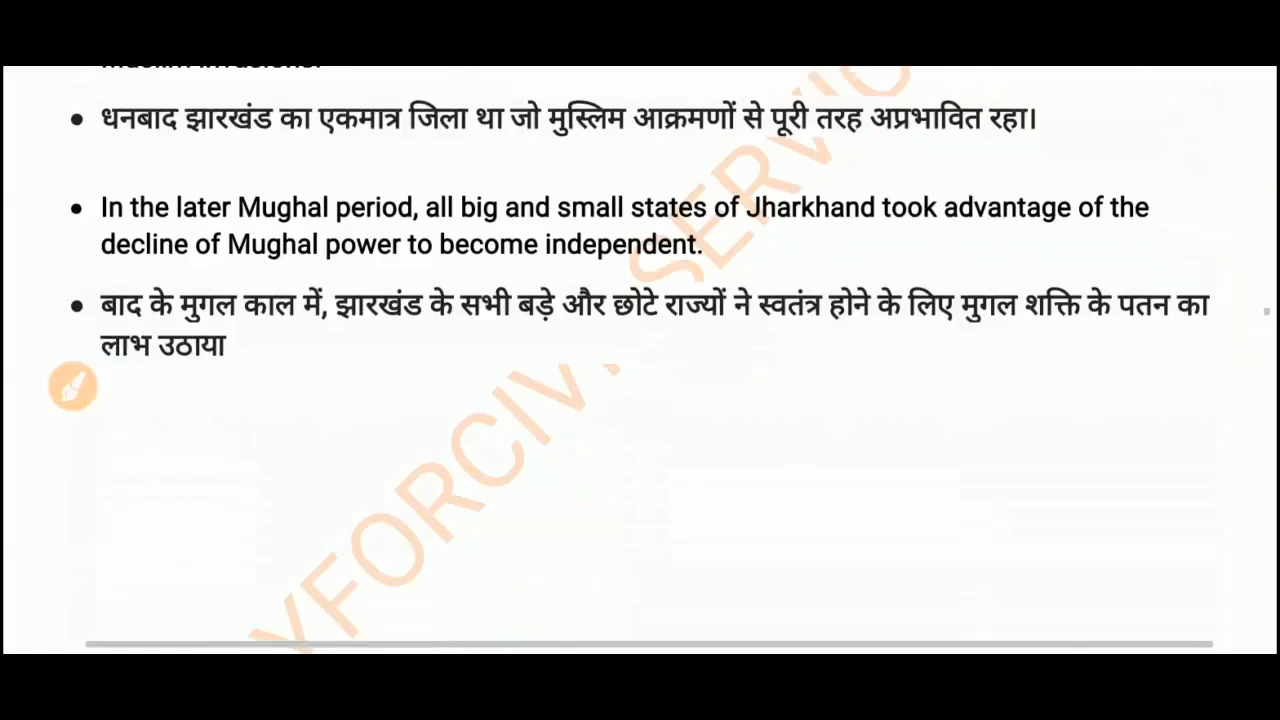 • धनबाद झारखंड का एकमात्र जिला था जो मुस्लिम आक्रमणों से पूरी तरह अप्रभावित रहा।
• In the later Mughal period, all big and small states of Jharkhand took advantage of the
decline of Mughal power to become independent.
• बाद के मुगल काल में, झारखंड के सभी बड़े और छोटे राज्यों ने स्वतंत्र होने के लिए मुगल शक्ति के पतन का
लाभ उठाया